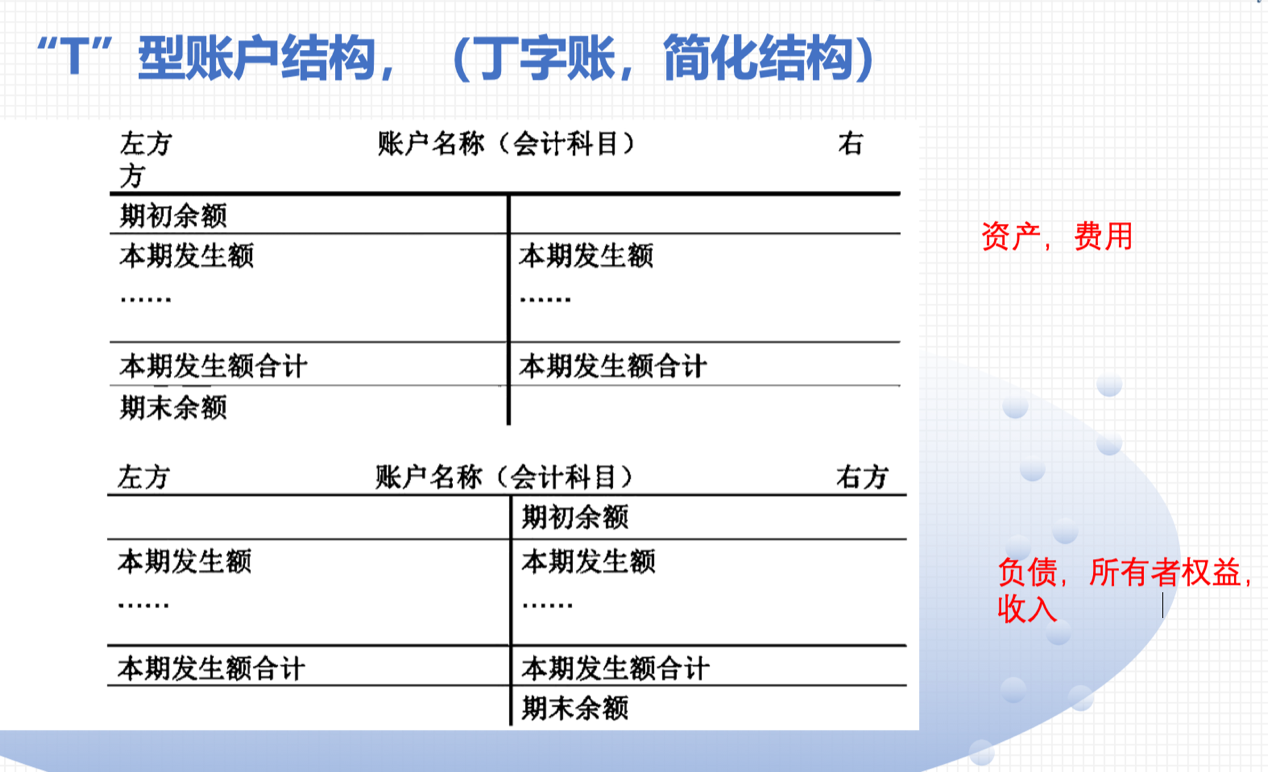 “T”型账户结构，（丁字账，简化结构）
左方 账户名称（会计科目） 右
方
期初余额
本期发生额 本期发生额
…… ……
本期发生额合计 本期发生额合计
期末余额
资产，费用
左方 账户名称（会计科目） 右方
期初余额
本期发生额 本期发生额
…… ……
本期发生额合计 本期发生额合计
期末余额
负债，所有者权益，
收入